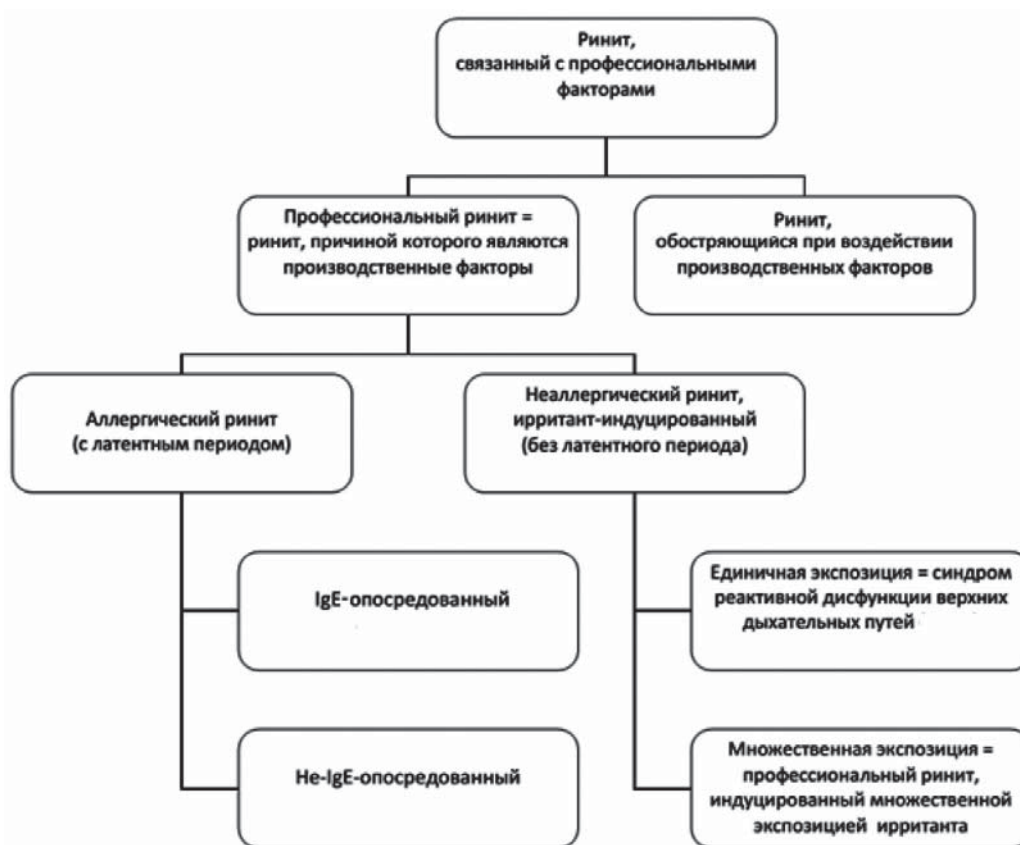 Ринит,
связанный с профессиональными
факторами
Профессиональный ринит =
ринит, причиной которого являются
производственные факторы
Ринит,
обостряющийся при воздействии
производственных факторов
Аллергический ринит
(с латентным периодом)
Неаллергический ринит,
ирритант-индуцированный
(без латентного периода)
IgE-опосредованный
Единичная экспозиция = синдром
реактивной дисфункции верхних
дыхательных путей
Не-IgE-опосредованный
Множественная экспозиция =
профессиональный ринит,
индуцированный множественной
экспозицией ирританта